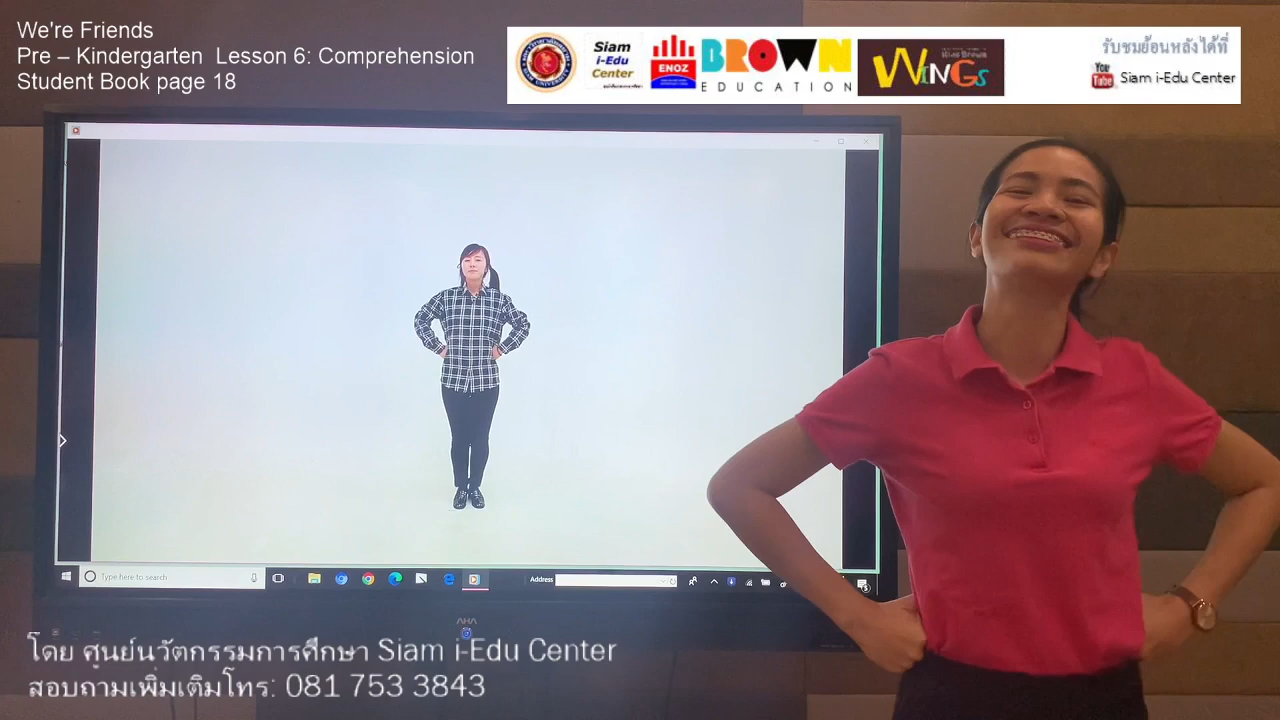 We're Friends
Pre – Kindergarten Lesson 6: Comprehension
Student Book page 18
Siam
i-Edu
Center
ENOZ
BROWN
EDUCATION
WINGS
รับชมย้อนหลังได้ที่
You
Tube
Siam i-Edu Center
Type here to search
Address
AHA
โดย ศูนย์นวัตกรรมการศึกษา Siam i-Edu Center
สอบถามเพิ่มเติมโทร: 081 753 3843